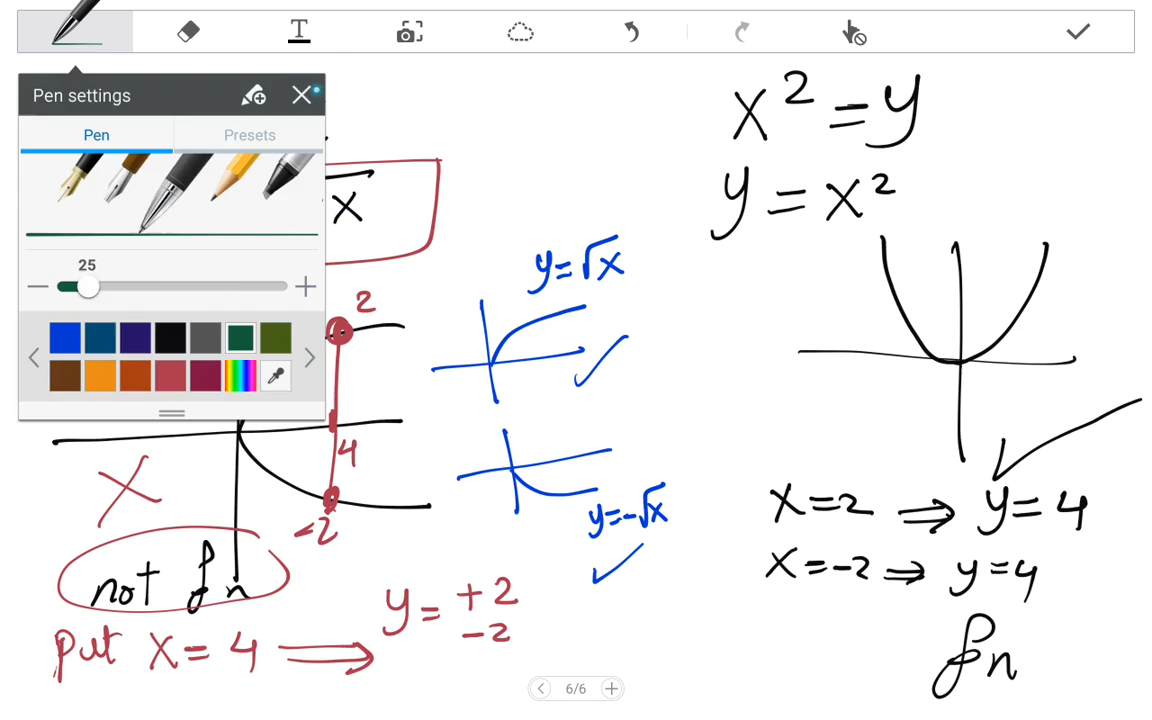 T
Pen settings
Pen
Presets
25
x
2
4
-2
not fn
put x = 4 ⟹ y = +2
-2
y = √x
y = -√x
x² = y
y = x²
x = 2 ⟹ y = 4
x = -2 ⟹ y = 4
fn
6/6